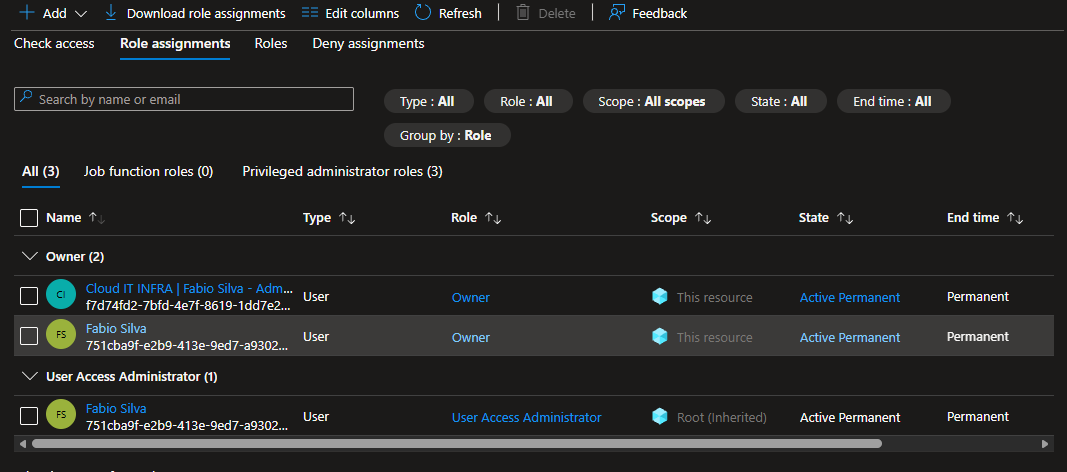 Add Download role assignments Edit columns Refresh Delete Feedback
Check access Role assignments Roles Deny assignments
Search by name or email Type : All Role : All Scope : All scopes State : All End time : All
Group by : Role
All (3) Job function roles (0) Privileged administrator roles (3)
Name Type Role Scope State End time
Owner (2)
CI Cloud IT INFRA | Fabio Silva - Adm...
f7d74fd2-7bfd-4e7f-8619-1dd7e2... User Owner This resource Active Permanent Permanent
FS Fabio Silva
751cba9f-e2b9-413e-9ed7-a9302... User Owner This resource Active Permanent Permanent
User Access Administrator (1)
FS Fabio Silva
751cba9f-e2b9-413e-9ed7-a9302... User User Access Administrator Root (Inherited) Active Permanent Permanent